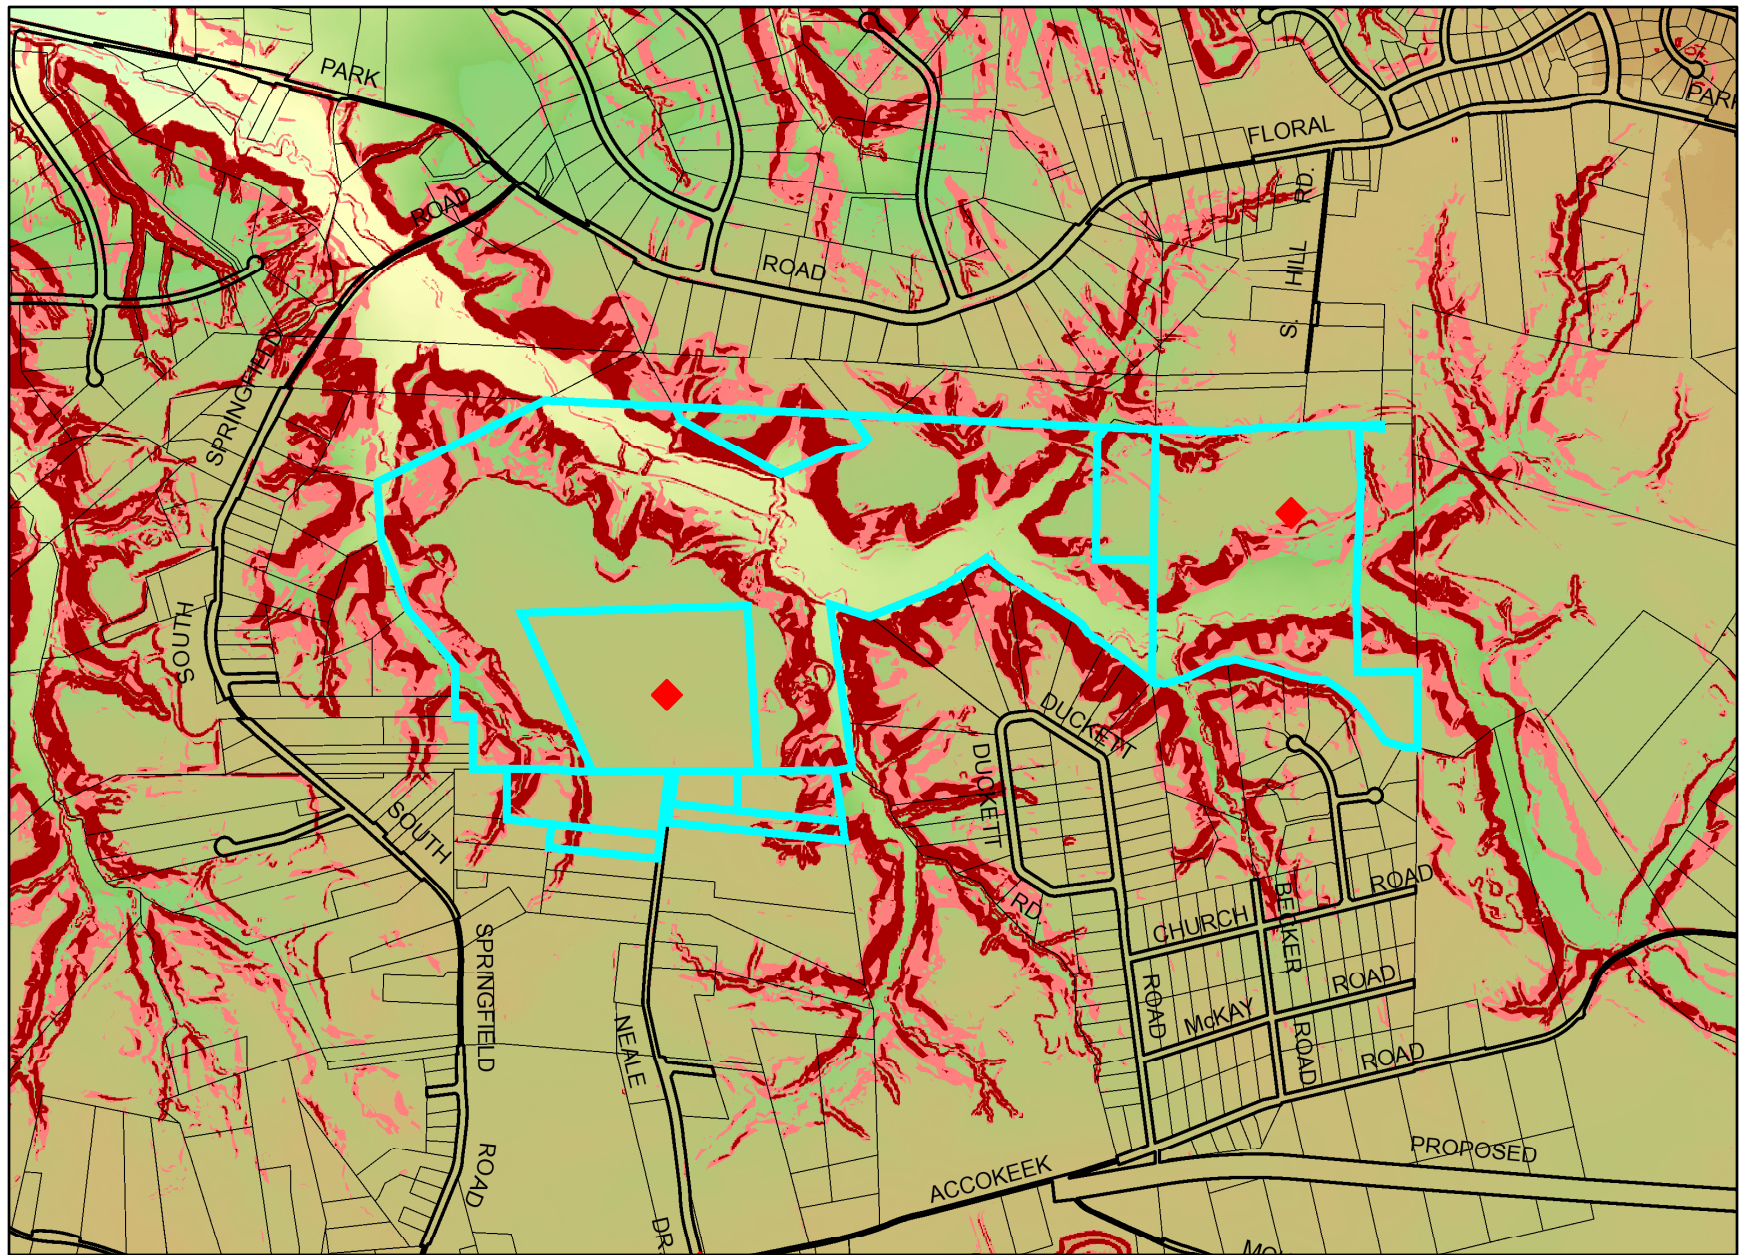 PARK
PARK
FLORAL
ROAD
RD.
ROAD
HILL
S.
SPRINGFIELD
SOUTH
DUCKETT
DUCKETT
SOUTH
ROAD
RD.
CHURCH
BECKER
SPRINGFIELD
ROAD
ROAD
McKAY
NEALE
ROAD
ROAD
PROPOSED
ROAD
ACCOKEEK
DR.